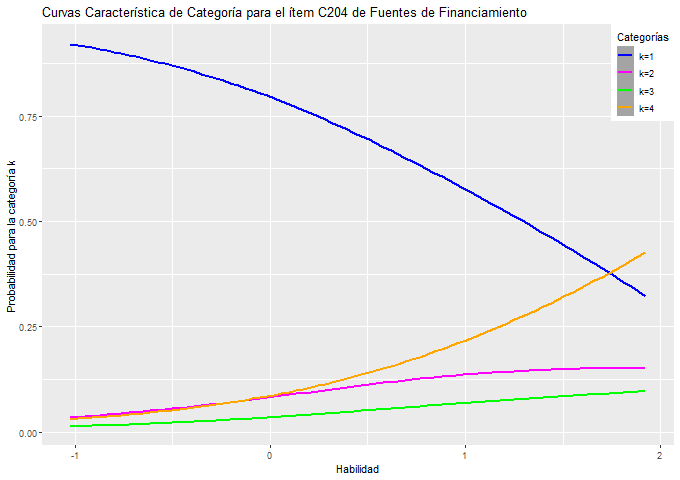 Curvas Característica de Categoría para el ítem C204 de Fuentes de Financiamiento
Categorías
k=1
k=2
k=3
k=4
Probabilidad para la categoría k
0.75
0.50
0.25
0.00
-1
0
1
2
Habilidad